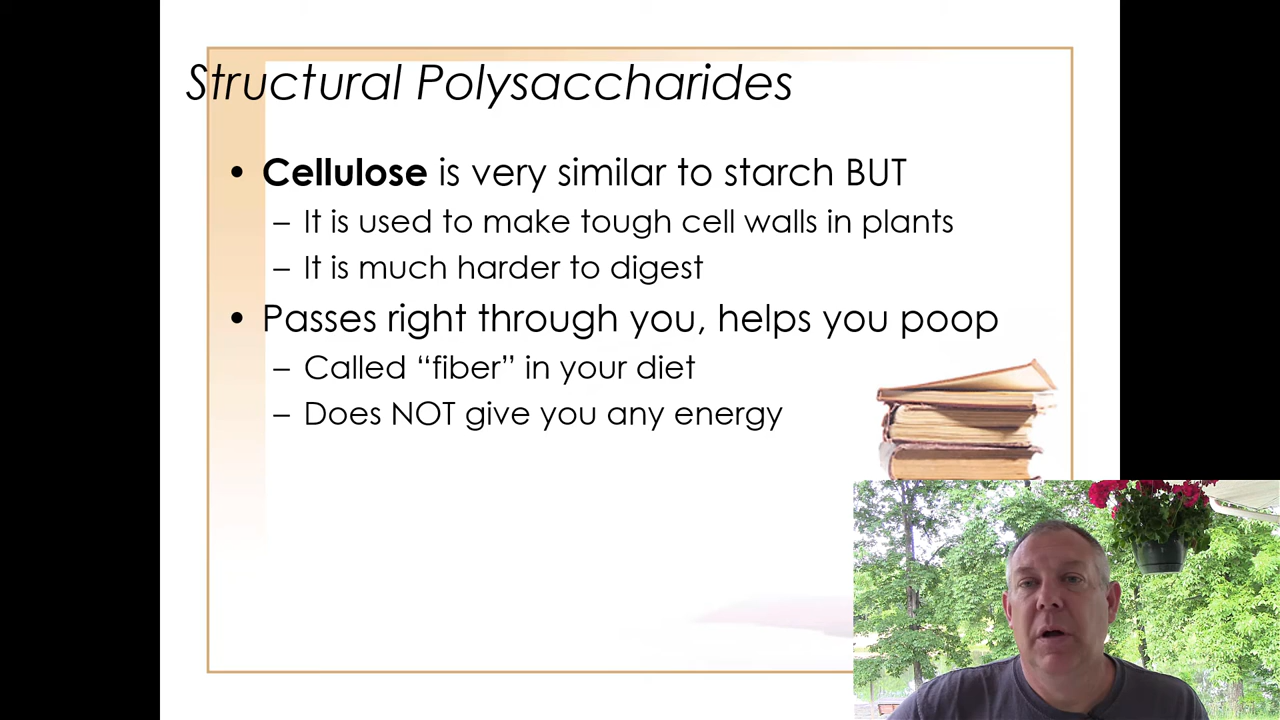 Structural Polysaccharides
• Cellulose is very similar to starch BUT
– It is used to make tough cell walls in plants
– It is much harder to digest
• Passes right through you, helps you poop
– Called “fiber” in your diet
– Does NOT give you any energy